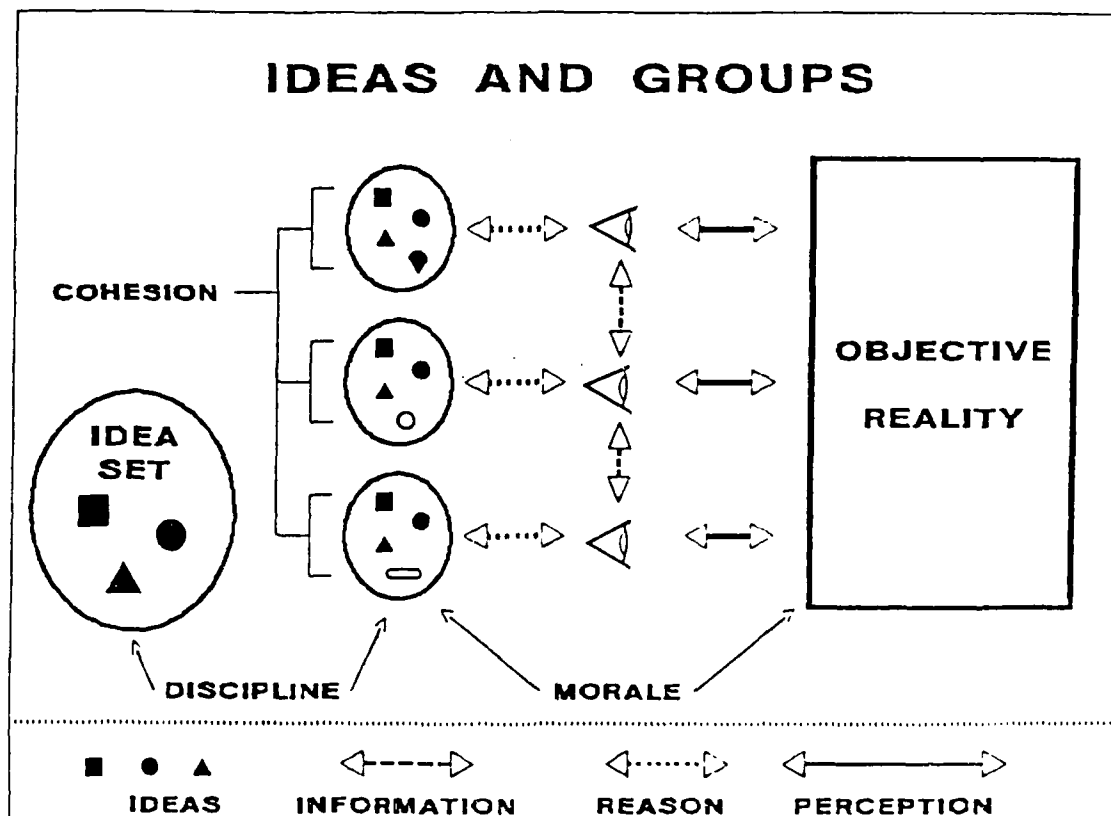 IDEAS AND GROUPS
COHESION
OBJECTIVE
REALITY
IDEA
SET
DISCIPLINE
MORALE
IDEAS
INFORMATION
REASON
PERCEPTION